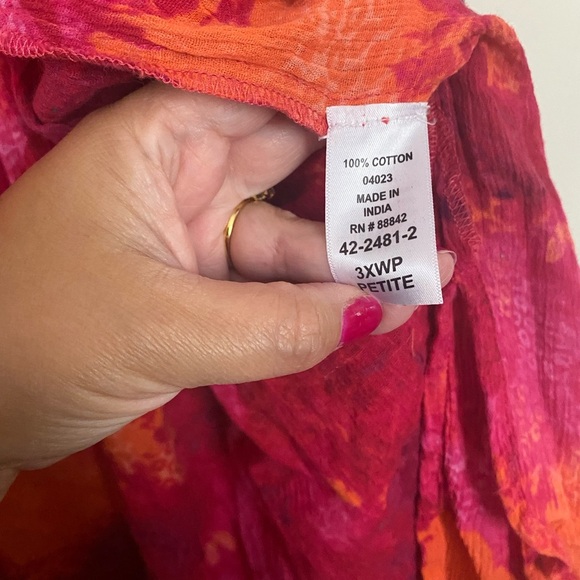 100% COTTON
04023
MADE IN
INDIA
RN # 88842
42-2481-2
3XWP
PETITE